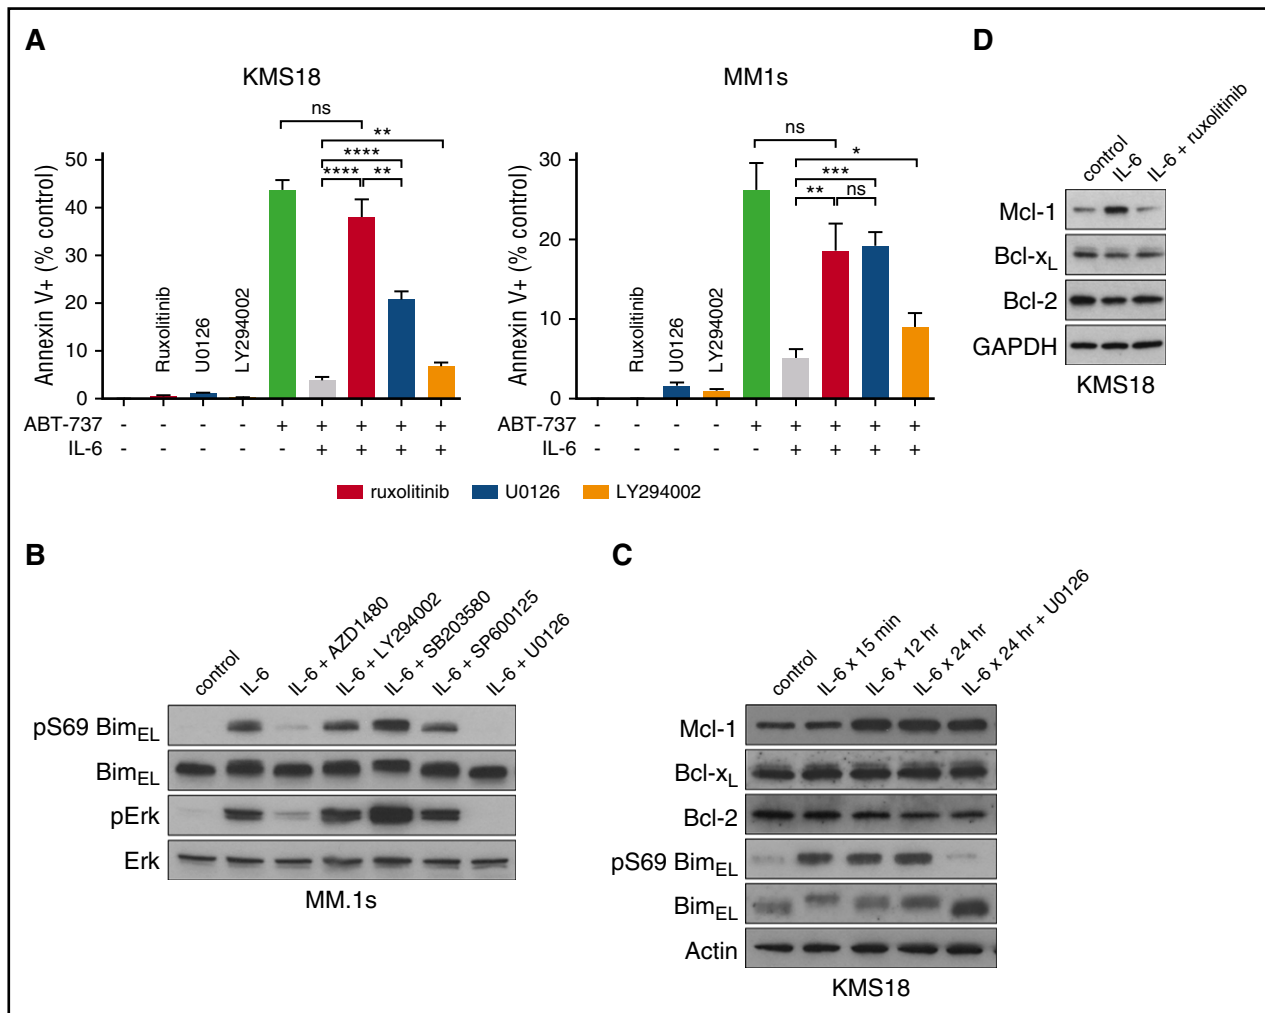 A
KMS18
ns
**
****
**** **
Annexin V+ (% control)
50
40
30
20
10
0
Ruxolitinib
U0126
LY294002
ABT-737 - - - - + + + + +
IL-6 - - - - - + + + +
MM1s
ns
*
***
** ns
Annexin V+ (% control)
30
20
10
0
Ruxolitinib
U0126
LY294002
ABT-737 - - - - + + + + +
IL-6 - - - - - + + + +
ruxolitinib U0126 LY294002
D
control
IL-6
IL-6 + ruxolitinib
Mcl-1
Bcl-xL
Bcl-2
GAPDH
KMS18
B
control
IL-6
IL-6 + AZD1480
IL-6 + LY294002
IL-6 + SB203580
IL-6 + SP600125
IL-6 + U0126
pS69 BimEL
BimEL
pErk
Erk
MM.1s
C
control
IL-6 x 15 min
IL-6 x 12 hr
IL-6 x 24 hr
IL-6 x 24 hr + U0126
Mcl-1
Bcl-xL
Bcl-2
pS69 BimEL
BimEL
Actin
KMS18